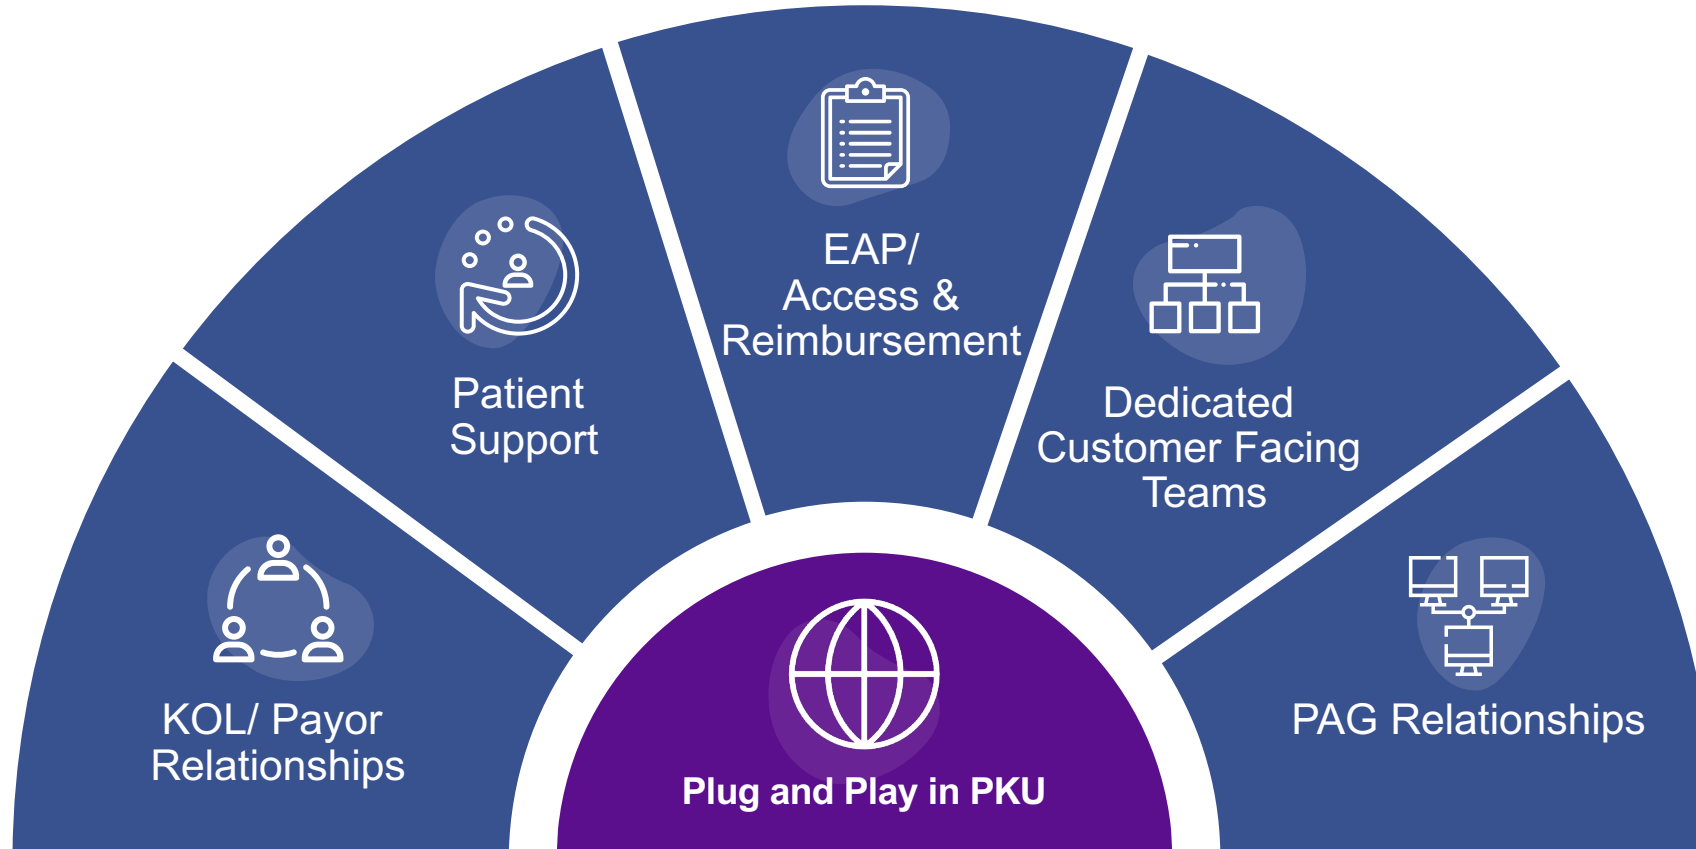 KOL/ Payor
Relationships
Patient
Support
EAP/
Access &
Reimbursement
Dedicated
Customer Facing
Teams
PAG Relationships
Plug and Play in PKU